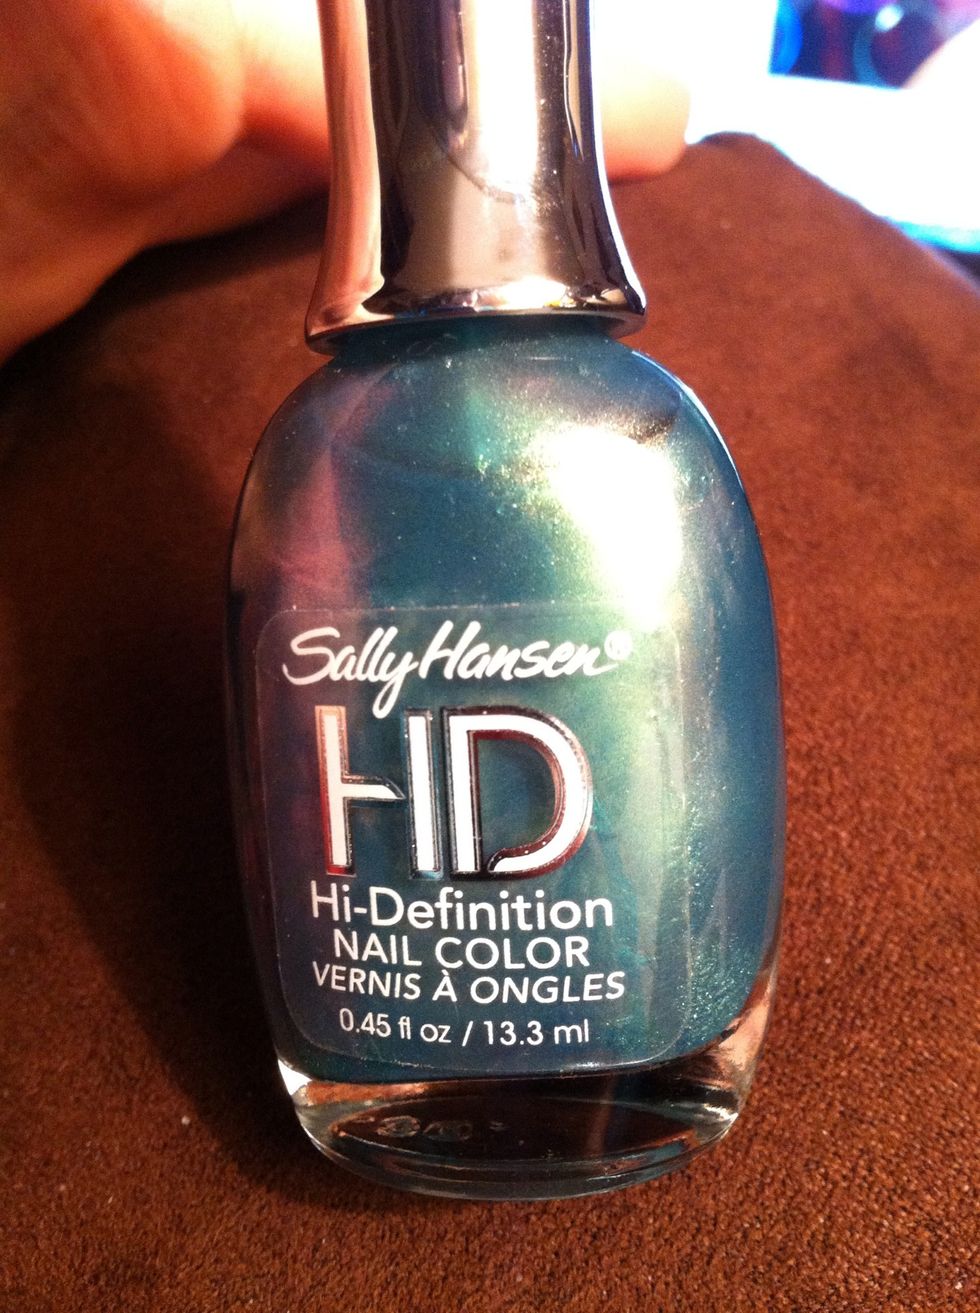 Sally Hansen®
HD
Hi-Definition
NAIL COLOR
VERNIS À ONGLES
0.45 fl oz / 13.3 ml